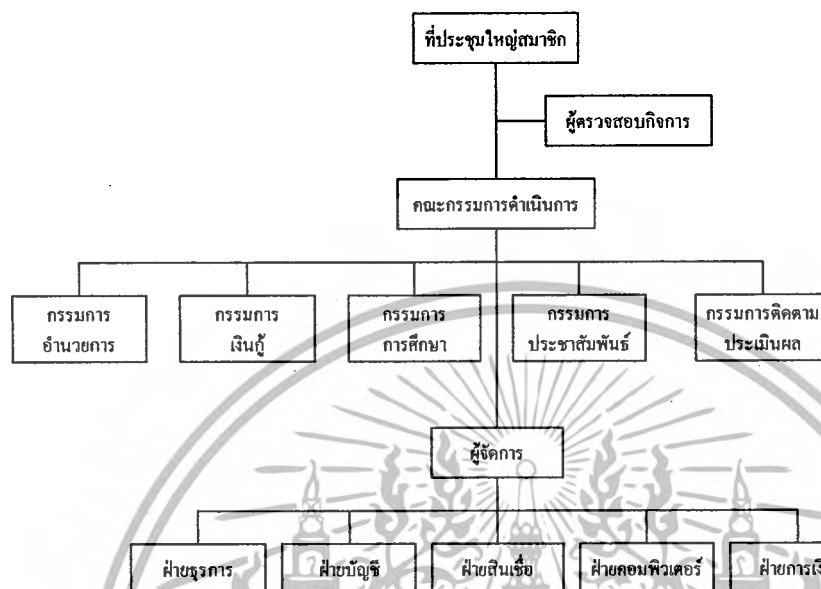 ที่ประชุมใหญ่สมาชิก
ผู้ตรวจสอบกิจการ
คณะกรรมการดำเนินการ
กรรมการ
อำนวยการ
กรรมการ
เงินกู้
กรรมการ
การศึกษา
กรรมการ
ประชาสัมพันธ์
กรรมการติดตาม
ประเมินผล
ผู้จัดการ
ฝ่ายธุรการ
ฝ่ายบัญชี
ฝ่ายสินเชื่อ
ฝ่ายคอมพิวเตอร์